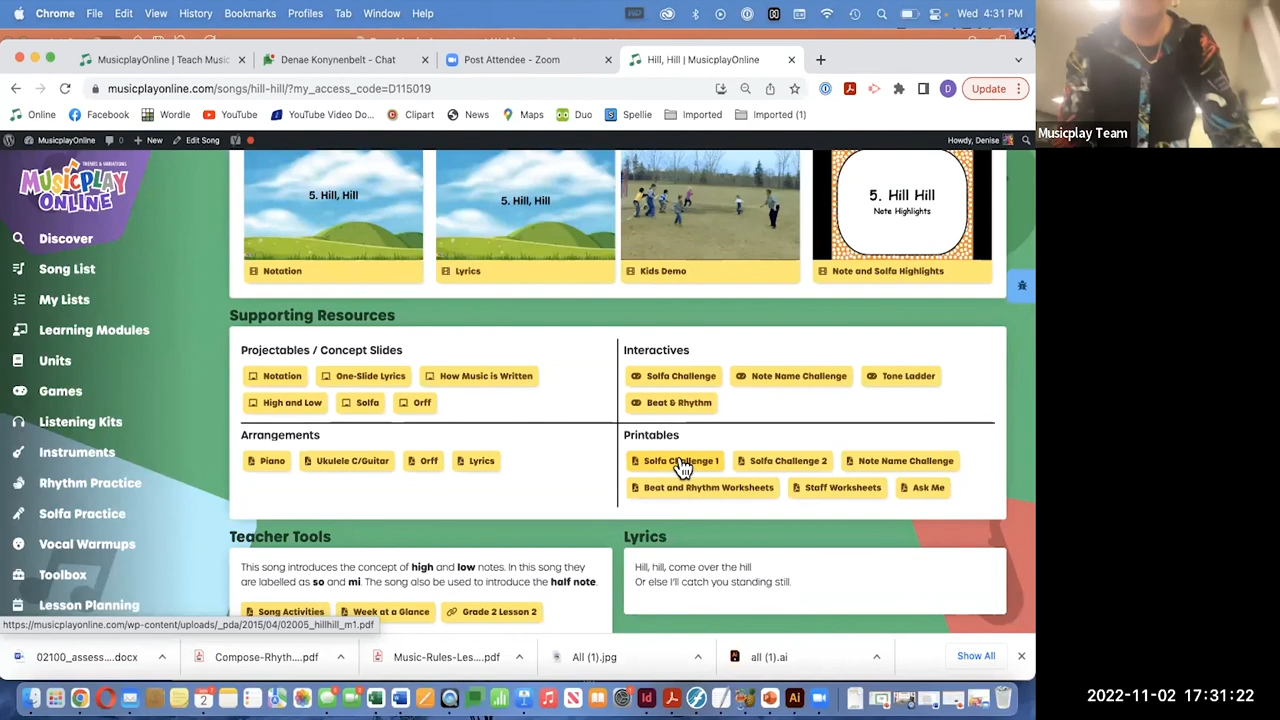 Chrome File Edit View History Bookmarks Profiles Tab Window Help Wed 4:31 PM
MusicplayOnline | Teach Music Denae Konynenbelt - Chat Post Attendee - Zoom Hill, Hill | MusicplayOnline
musicplayonline.com/songs/hill-hill/?my_access_code=D115019 D Update
Online Facebook Wordle YouTube YouTube Video Do... Clipart News Maps Duo Spellie Imported Imported (1)
Musicplay Team
MusicplayOnline 0 New Edit Song Howdy, Denise
THEMES & VARIATIONS
MUSICPLAY
ONLINE
5. Hill, Hill
5. Hill, Hill
5. Hill Hill
Note Highlights
Notation
Lyrics
Kids Demo
Note and Solfa Highlights
Discover
Song List
My Lists
Learning Modules
Units
Games
Listening Kits
Instruments
Rhythm Practice
Solfa Practice
Vocal Warmups
Toolbox
Lesson Planning
Supporting Resources
Projectables / Concept Slides
Notation One-Slide Lyrics How Music is Written
High and Low Solfa Orff
Interactives
Solfa Challenge Note Name Challenge Tone Ladder
Beat & Rhythm
Arrangements
Piano Ukulele C/Guitar Orff Lyrics
Printables
Solfa Challenge 1 Solfa Challenge 2 Note Name Challenge
Beat and Rhythm Worksheets Staff Worksheets Ask Me
Teacher Tools
This song introduces the concept of high and low notes. In this song they
are labelled as so and mi. The song also be used to introduce the half note.
Song Activities Week at a Glance Grade 2 Lesson 2
Lyrics
Hill, hill, come over the hill
Or else I'll catch you standing still.
https://musicplayonline.com/wp-content/uploads/_pda/2015/04/02005_hillhill_m1.pdf
02100_assess....docx Compose-Rhyth....pdf Music-Rules-Les....pdf All (1).jpg all (1).ai Show All
2022-11-02 17:31:22